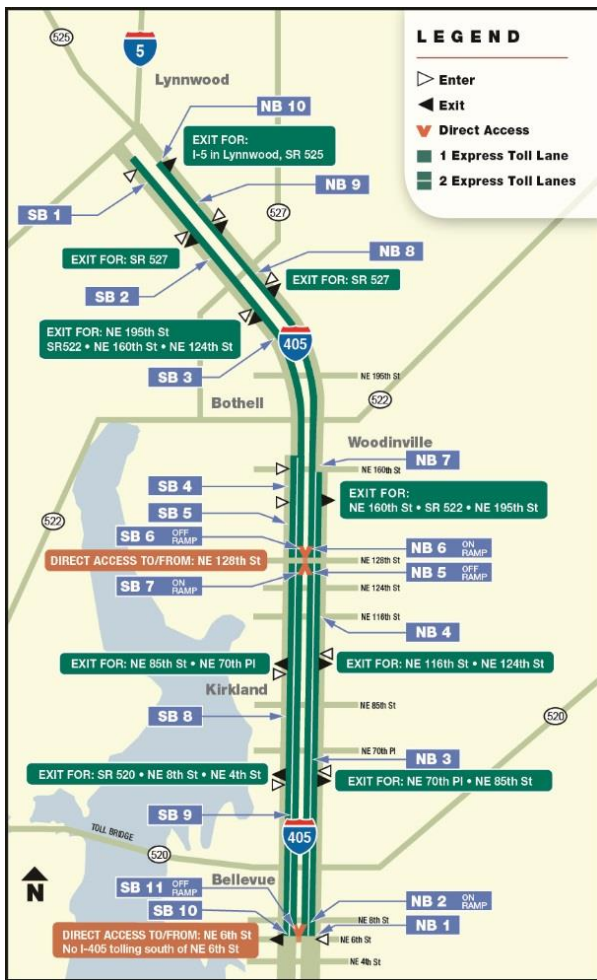 525
5
Lynnwood
LEGEND
Enter
Exit
Direct Access
1 Express Toll Lane
2 Express Toll Lanes
NB 10
EXIT FOR:
I-5 in Lynnwood, SR 525
NB 9
SB 1
527
NB 8
EXIT FOR: SR 527
SB 2
EXIT FOR: SR 527
EXIT FOR: NE 195th St
SR522 • NE 160th St • NE 124th St
405
SB 3
NE 195th St
522
Bothell
Woodinville
NB 7
NE 160th St
SB 4
EXIT FOR:
NE 160th St • SR 522 • NE 195th St
SB 5
522
SB 6 OFF RAMP
NB 6 ON RAMP
DIRECT ACCESS TO/FROM: NE 128th St
NE 128th St
SB 7 ON RAMP
NB 5 OFF RAMP
NE 124th St
NE 116th St
NB 4
EXIT FOR: NE 85th St • NE 70th Pl
EXIT FOR: NE 116th St • NE 124th St
Kirkland
SB 8
NE 85th St
520
NE 70th Pl
NB 3
EXIT FOR: SR 520 • NE 8th St • NE 4th St
EXIT FOR: NE 70th Pl • NE 85th St
SB 9
405
TOLL BRIDGE
520
N
Bellevue
SB 11 OFF RAMP
NB 2 ON RAMP
SB 10
NE 8th St
NB 1
DIRECT ACCESS TO/FROM: NE 6th St
No I-405 tolling south of NE 6th St
NE 6th St
NE 4th St